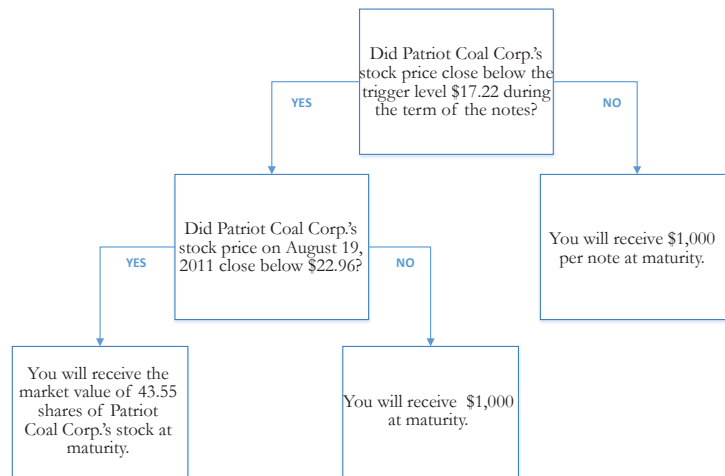 Did Patriot Coal Corp.'s
stock price close below the
trigger level $17.22 during
the term of the notes?
YES
NO
Did Patriot Coal Corp.'s
stock price on August 19,
2011 close below $22.96?
You will receive $1,000
per note at maturity.
YES
NO
You will receive the
market value of 43.55
shares of Patriot
Coal Corp.'s stock at
maturity.
You will receive $1,000
at maturity.